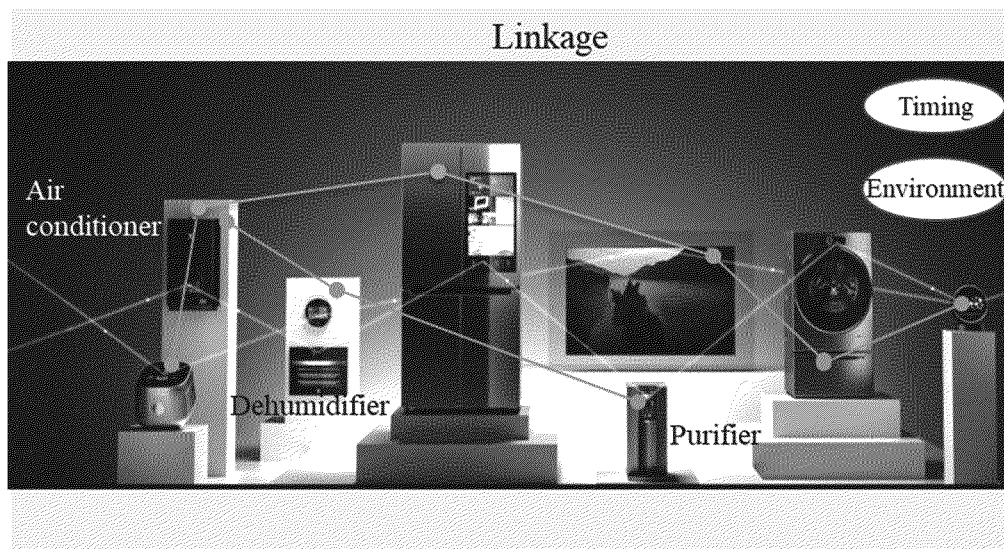 Linkage
Timing
Environment
Air
conditioner
Dehumidifier
Purifier